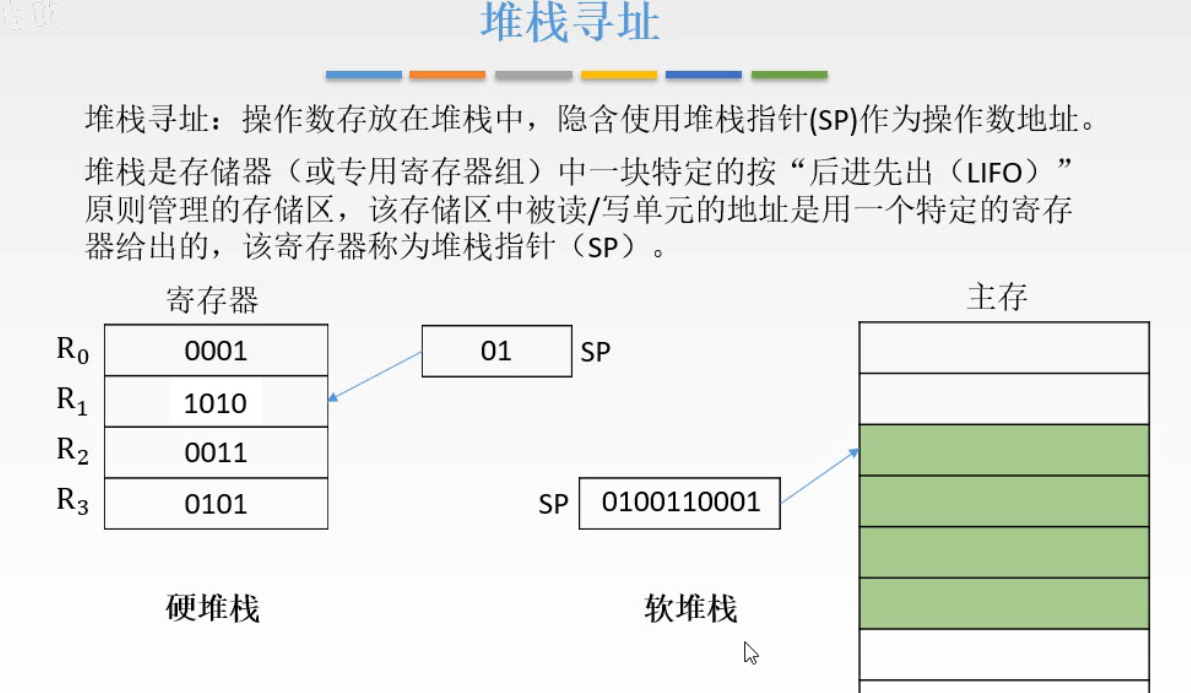 堆栈寻址
堆栈寻址：操作数存放在堆栈中，隐含使用堆栈指针(SP)作为操作数地址。
堆栈是存储器（或专用寄存器组）中一块特定的按“后进先出（LIFO）”
原则管理的存储区，该存储区中被读/写单元的地址是用一个特定的寄存
器给出的，该寄存器称为堆栈指针（SP）。
寄存器
主存
R₀ 0001
01 SP
R₁ 1010
R₂ 0011
R₃ 0101
SP 0100110001
硬堆栈
软堆栈